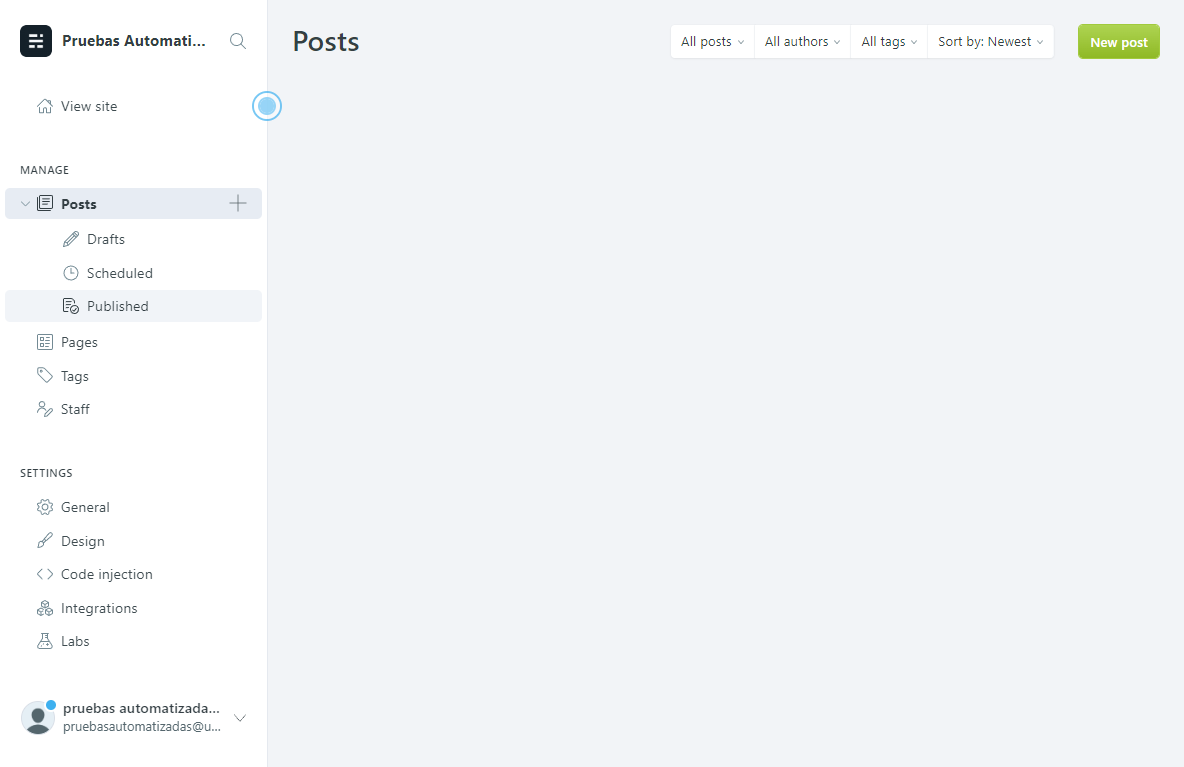 Pruebas Automati...
View site
MANAGE
Posts
Drafts
Scheduled
Published
Pages
Tags
Staff
SETTINGS
General
Design
Code injection
Integrations
Labs
pruebas automatizada...
pruebasautomatizadas@u...
Posts
All posts
All authors
All tags
Sort by: Newest
New post